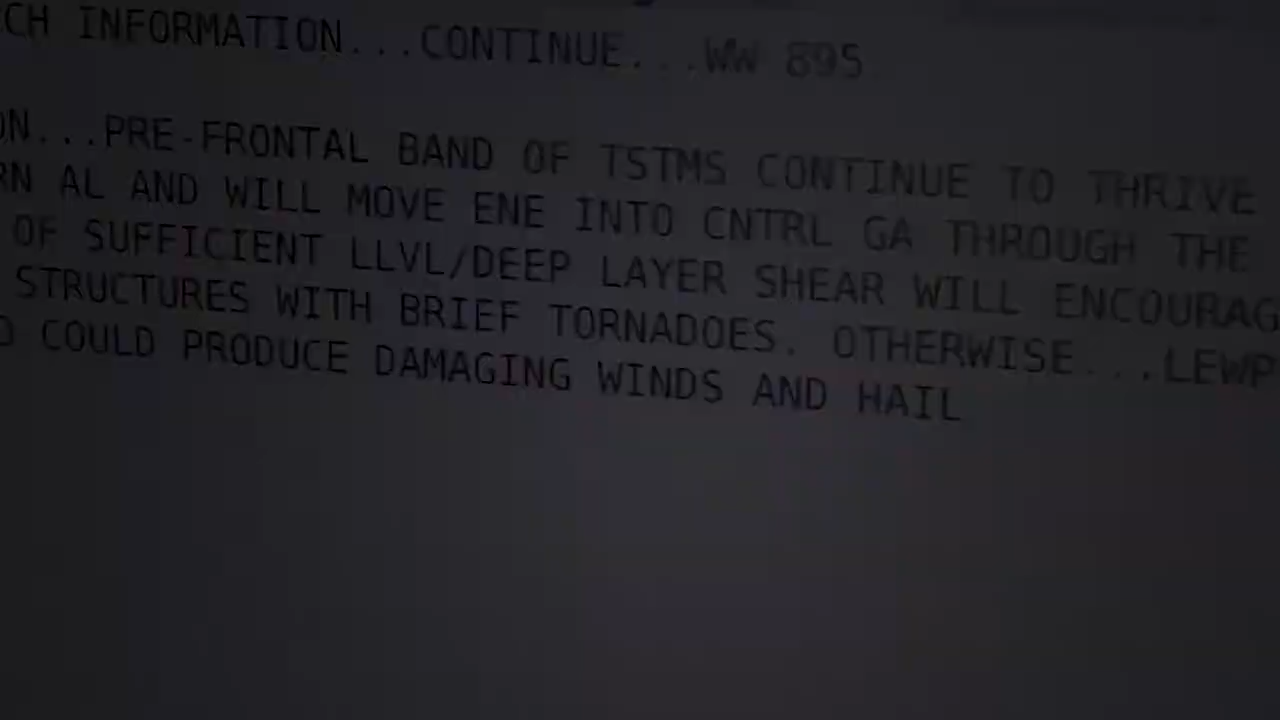 CH INFORMATION...CONTINUE...WW 895
ON...PRE-FRONTAL BAND OF TSTMS CONTINUE TO THRIVE
RN AL AND WILL MOVE ENE INTO CNTRL GA THROUGH THE
OF SUFFICIENT LLVL/DEEP LAYER SHEAR WILL ENCOURAG
STRUCTURES WITH BRIEF TORNADOES. OTHERWISE...LEWP
D COULD PRODUCE DAMAGING WINDS AND HAIL